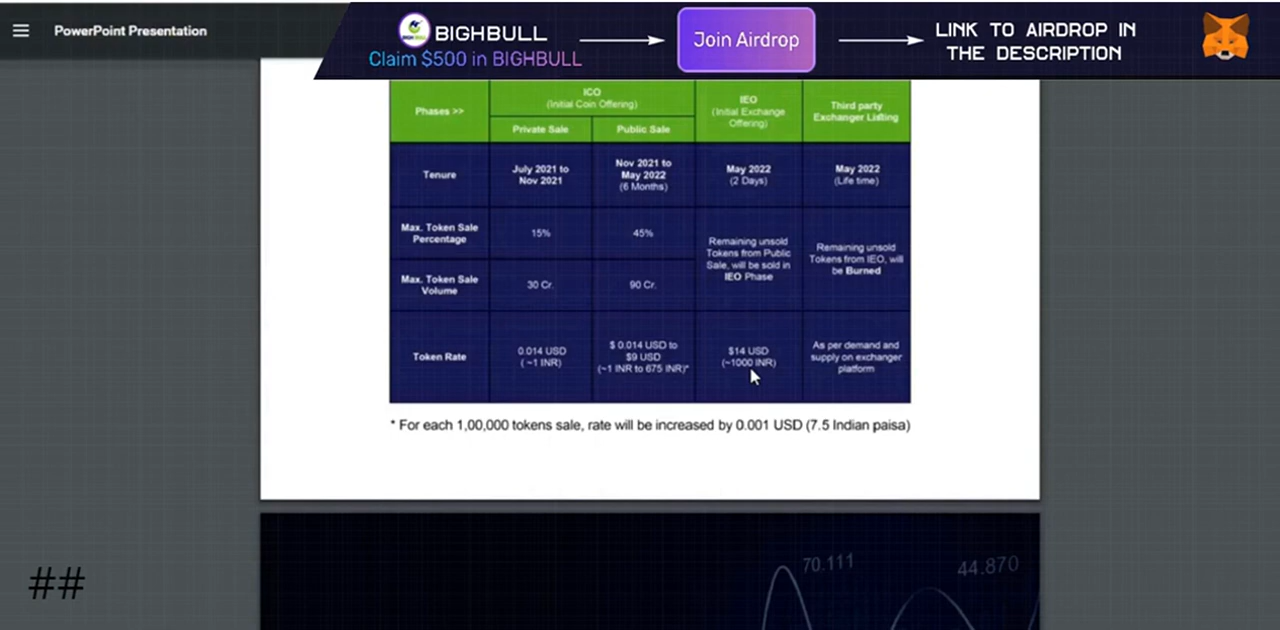 PowerPoint Presentation
BIGHBULL
Claim $500 in BIGHBULL
Join Airdrop
LINK TO AIRDROP IN
THE DESCRIPTION
Phases >>
ICO
(Initial Coin Offering)
Private Sale
Public Sale
IEO
(Initial Exchange
Offering)
Third party
Exchanger Listing
Tenure
July 2021 to
Nov 2021
Nov 2021 to
May 2022
(6 Months)
May 2022
(2 Days)
May 2022
(Life time)
Max. Token Sale
Percentage
15%
45%
Remaining unsold
Tokens from Public
Sale, will be sold in
IEO Phase
Remaining unsold
Tokens from IEO, will
be Burned
Max. Token Sale
Volume
30 Cr.
90 Cr.
Token Rate
0.014 USD
( ~1 INR)
$ 0.014 USD to
$9 USD
(~1 INR to 675 INR)*
$14 USD
(~1000 INR)
As per demand and
supply on exchanger
platform
* For each 1,00,000 tokens sale, rate will be increased by 0.001 USD (7.5 Indian paisa)
70.111
44.870
##